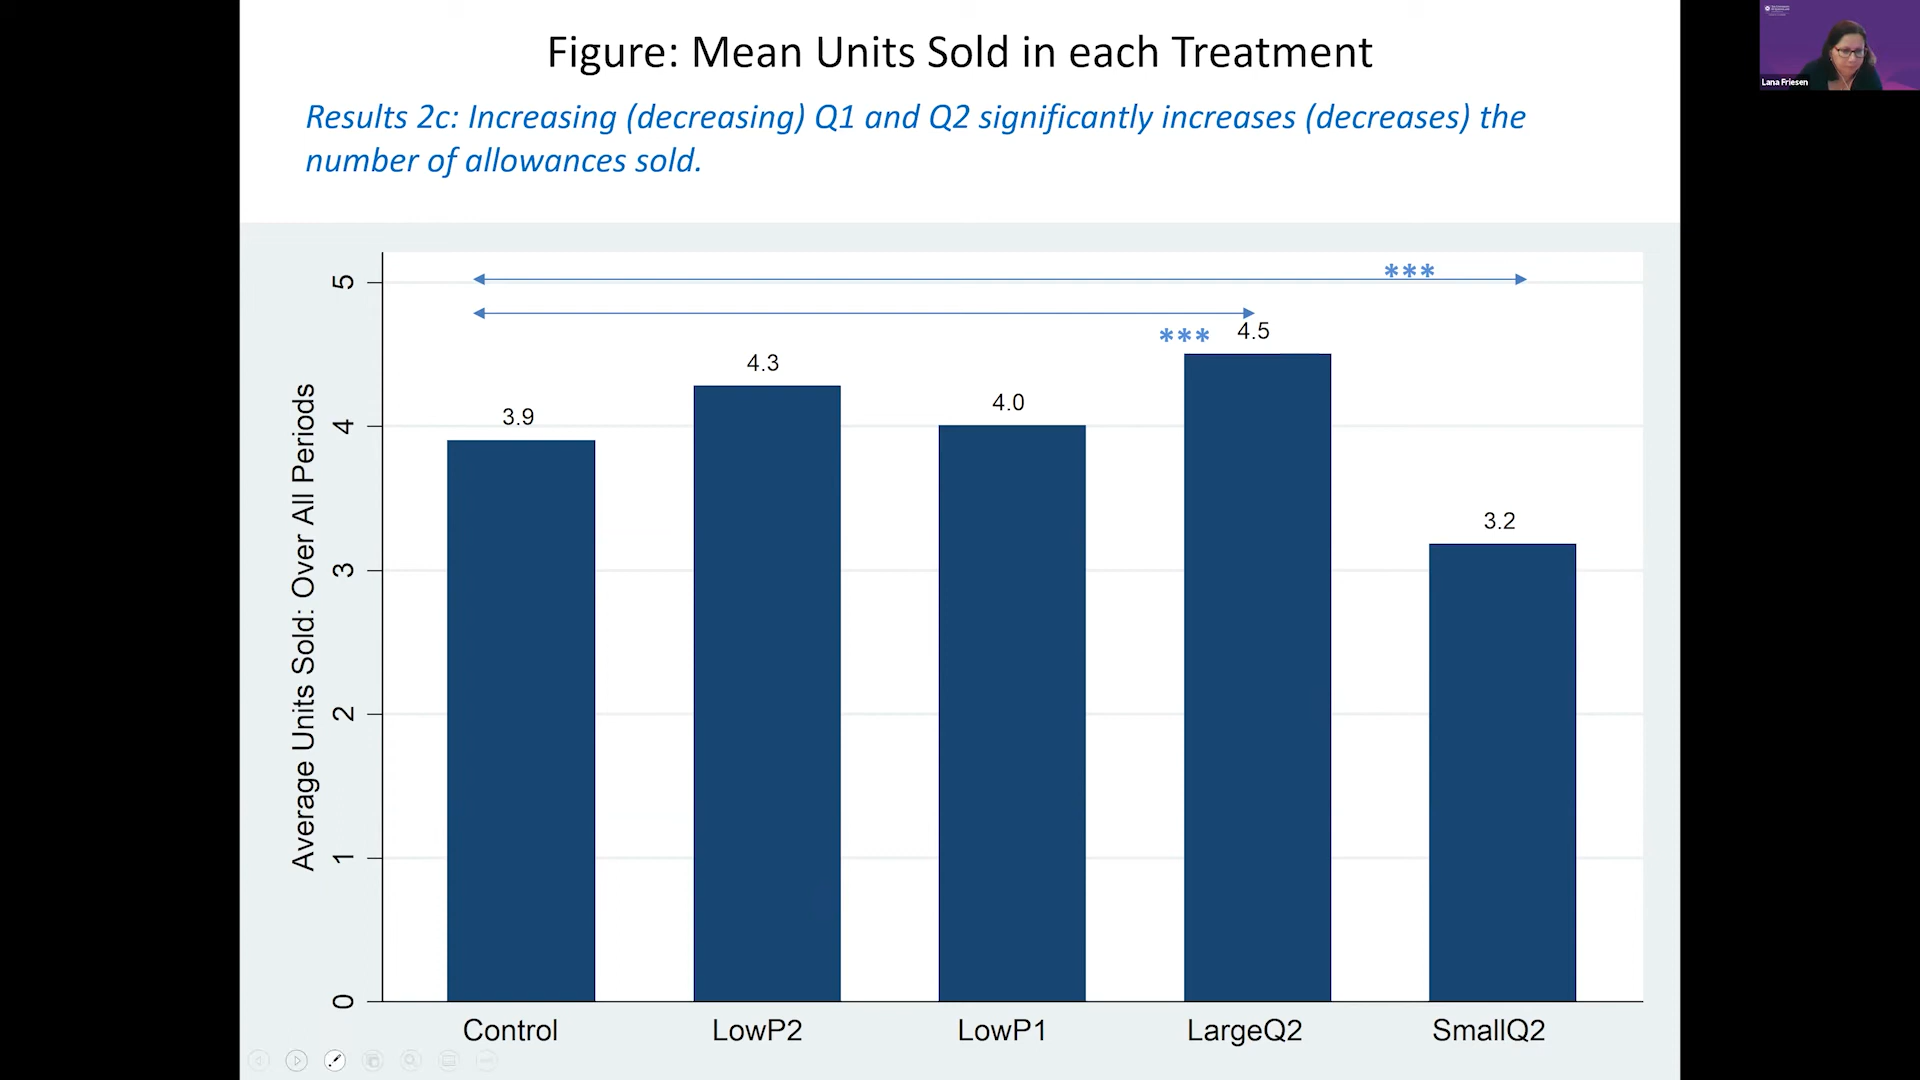 Figure: Mean Units Sold in each Treatment
Results 2c: Increasing (decreasing) Q1 and Q2 significantly increases (decreases) the
number of allowances sold.
Lana Friesen
Average Units Sold: Over All Periods
5
4
3
2
1
0
***
***
3.9
4.3
4.0
4.5
3.2
Control
LowP2
LowP1
LargeQ2
SmallQ2